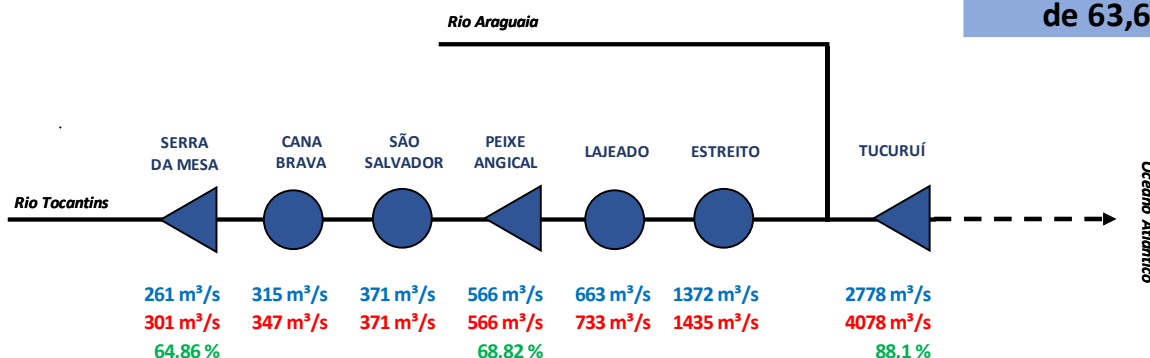 de 63,6
Rio Araguaia
SERRA
DA MESA
CANA
BRAVA
SÃO
SALVADOR
PEIXE
ANGICAL
LAJEADO
ESTREITO
TUCURUÍ
Rio Tocantins
Oceano Atlântico
261 m³/s 315 m³/s 371 m³/s 566 m³/s 663 m³/s 1372 m³/s 2778 m³/s
301 m³/s 347 m³/s 371 m³/s 566 m³/s 733 m³/s 1435 m³/s 4078 m³/s
64.86 % 68.82 % 88.1 %